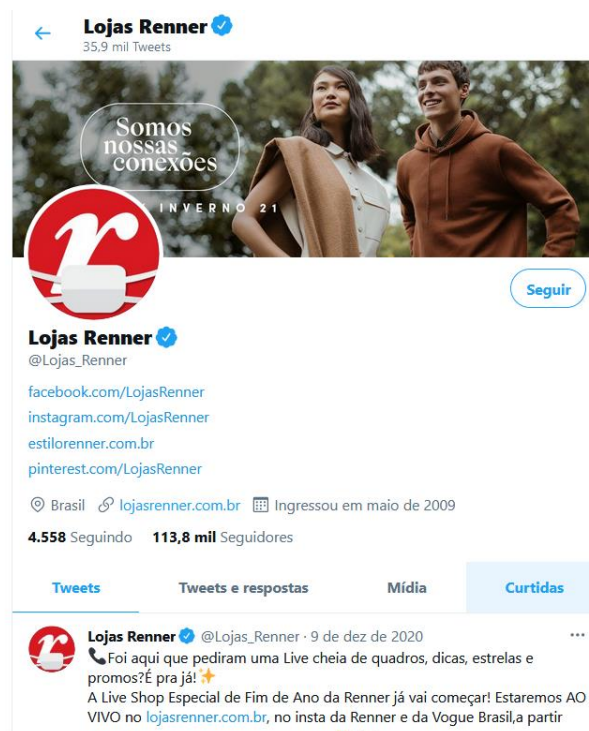 Lojas Renner
35,9 mil Tweets
Somos
nossas
conexões
INVERNO 21
r
Seguir
Lojas Renner
@Lojas_Renner
facebook.com/LojasRenner
instagram.com/LojasRenner
estilorenner.com.br
pinterest.com/LojasRenner
Brasil lojasrenner.com.br Ingressou em maio de 2009
4.558 Seguindo 113,8 mil Seguidores
Tweets Tweets e respostas Mídia Curtidas
r
Lojas Renner @Lojas_Renner · 9 de dez de 2020 ...
📞Foi aqui que pediram uma Live cheia de quadros, dicas, estrelas e
promos?É pra já!✨
A Live Shop Especial de Fim de Ano da Renner já vai começar! Estaremos AO
VIVO no lojasrenner.com.br, no insta da Renner e da Vogue Brasil,a partir